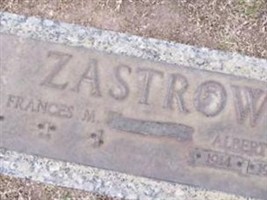 ZASTROW
FRANCES M.
ALBERT
1914